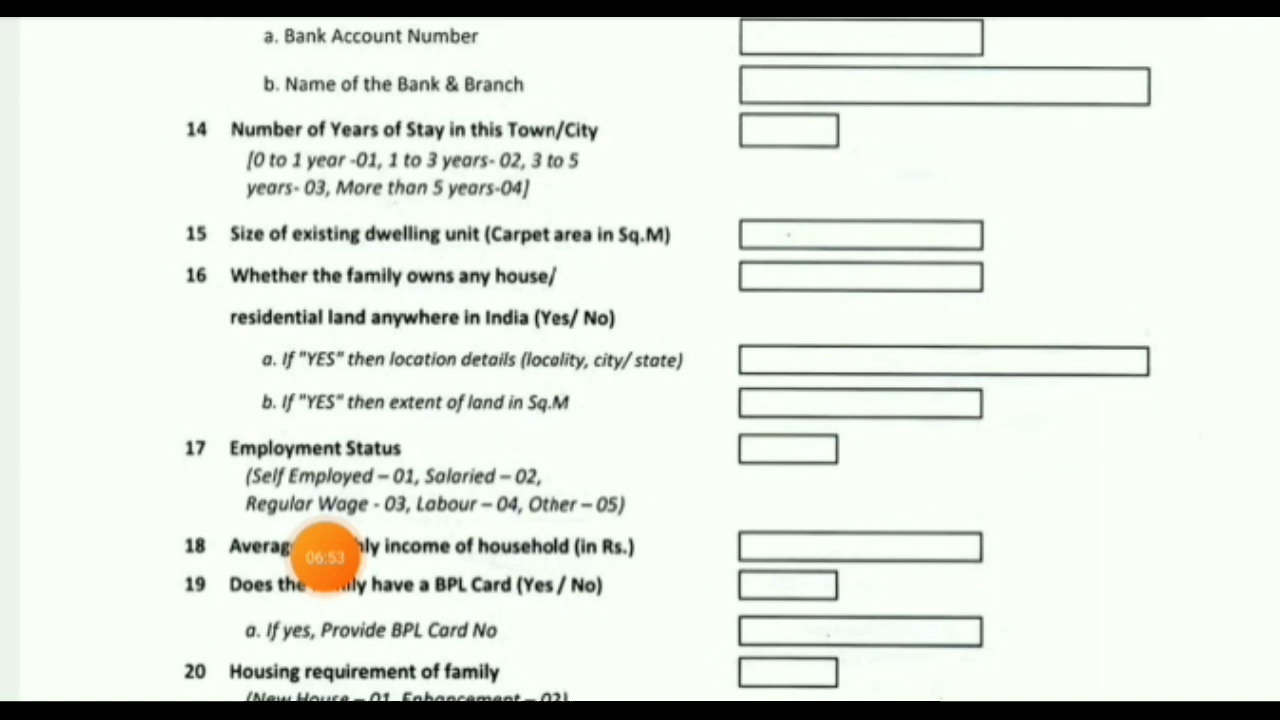 a. Bank Account Number
b. Name of the Bank & Branch
14 Number of Years of Stay in this Town/City
[0 to 1 year -01, 1 to 3 years- 02, 3 to 5
years- 03, More than 5 years-04]
15 Size of existing dwelling unit (Carpet area in Sq.M)
16 Whether the family owns any house/
residential land anywhere in India (Yes/ No)
a. If "YES" then location details (locality, city/ state)
b. If "YES" then extent of land in Sq.M
17 Employment Status
(Self Employed – 01, Salaried – 02,
Regular Wage - 03, Labour – 04, Other – 05)
18 income of household (in Rs.)
06:53
19 Does the have a BPL Card (Yes / No)
a. If yes, Provide BPL Card No
20 Housing requirement of family
(New House – 01, Enhancement – 02)